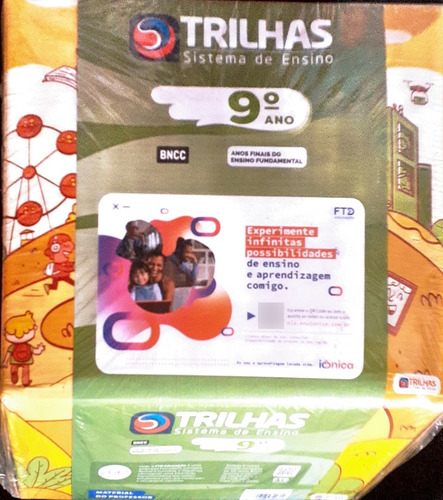 TRILHAS
Sistema de Ensino
9º
ANO
BNCC
ANOS FINAIS DO
ENSINO FUNDAMENTAL
FTD
Experimente
infinitas
possibilidades
de ensino
e aprendizagem
comigo.
iônica
TRILHAS
TRILHAS
Sistema de Ensino
BNCC
9º
MATERIAL
DO PROFESSOR